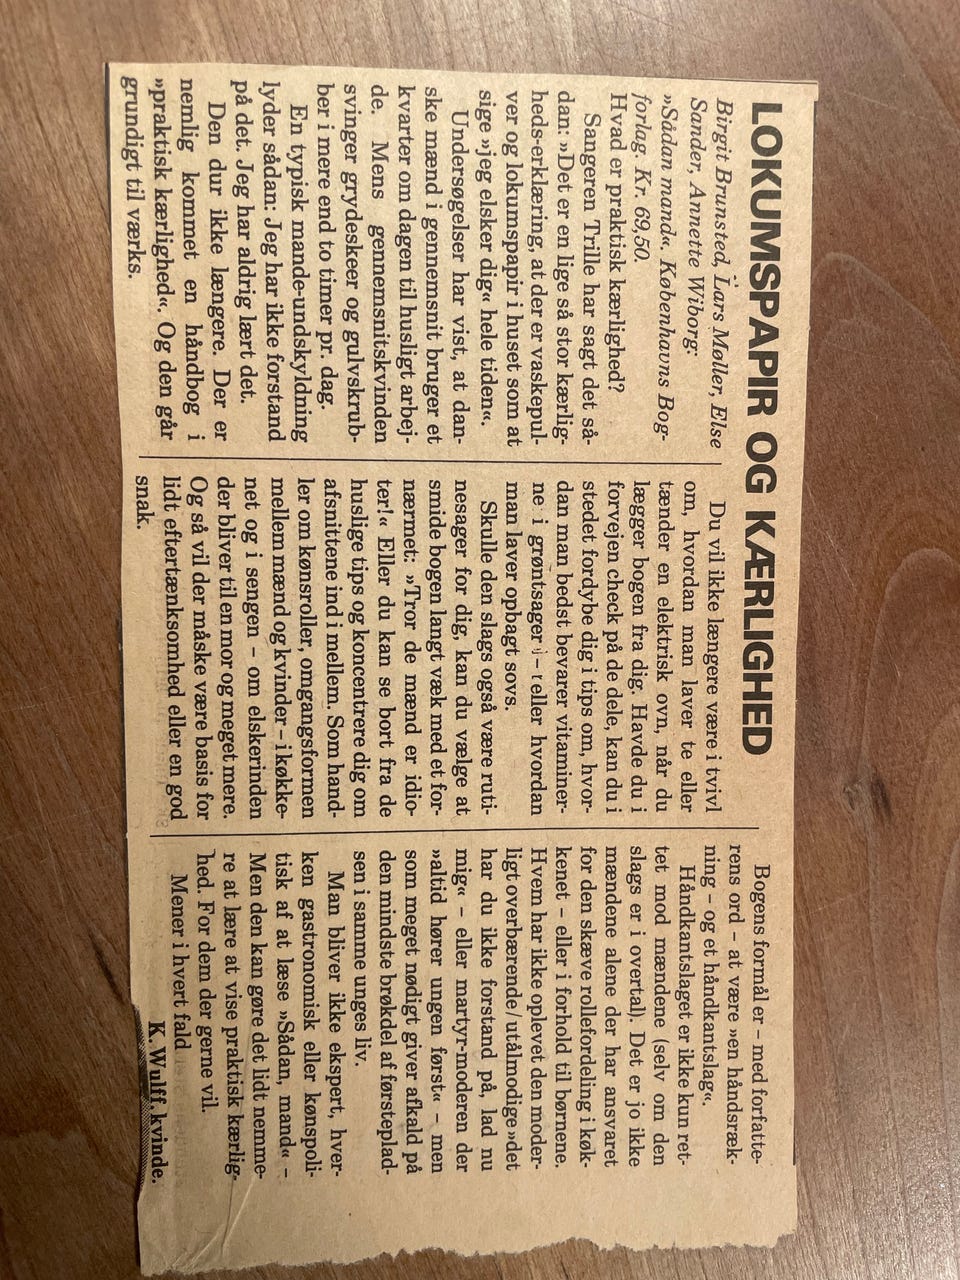 LOKUMSPAPIR OG KÆRLIGHED
Birgit Brunsted, Lars Møller, Else
Sander, Annette Wiborg:
»Sådan mand«. Københavns Bog-
forlag. Kr. 69,50.
Hvad er praktisk kærlighed?
Sangeren Trille har sagt det så-
dan: »Det er en lige så stor kærlig-
heds-erklæring, at der er vaskepul-
ver og lokumspapir i huset som at
sige »jeg elsker dig« hele tiden«.
Undersøgelser har vist, at dan-
ske mænd i gennemsnit bruger et
kvarter om dagen til husligt arbej-
de. Mens gennemsnitskvinden
svinger grydeskeer og gulvskrub-
ber i mere end to timer pr. dag.
En typisk mande-undskyldning
lyder sådan: Jeg har ikke forstand
på det. Jeg har aldrig lært det.
Den dur ikke længere. Der er
nemlig kommet en håndbog i
»praktisk kærlighed«. Og den går
grundigt til værks.
Du vil ikke længere være i tvivl
om, hvordan man laver te eller
tænder en elektrisk ovn, når du
lægger bogen fra dig. Havde du i
forvejen check på de dele, kan du i
stedet fordybe dig i tips om, hvor-
dan man bedst bevarer vitaminer-
ne i grøntsager – eller hvordan
man laver opbagt sovs.
Skulle den slags også være ruti-
nesager for dig, kan du vælge at
smide bogen langt væk med et for-
nærmet: »Tror de mænd er idio-
ter!« Eller du kan se bort fra de
huslige tips og koncentrere dig om
afsnittene ind i mellem. Som hand-
ler om kønsroller, omgangsformen
mellem mænd og kvinder – i køkke-
net og i sengen – om elskerinden
der bliver til en mor og meget mere.
Og så vil der måske være basis for
lidt eftertænksomhed eller en god
snak.
Bogens formål er – med forfatte-
rens ord – at være »en håndsræk-
ning – og et håndkantslag«.
Håndkantslaget er ikke kun ret-
tet mod mændene (selv om den
slags er i overtal). Det er jo ikke
mændene alene der har ansvaret
for den skæve rollefordeling i køk-
kenet – eller i forhold til børnene.
Hvem har ikke oplevet den moder-
ligt overbærende/utålmodige »det
har du ikke forstand på, lad nu
mig« – eller martyr-moderen der
»altid hører ungen først« – men
som meget nødigt giver afkald på
den mindste brøkdel af førsteplad-
sen i samme unges liv.
Man bliver ikke ekspert, hver-
ken gastronomisk eller kønspoli-
tisk af at læse »Sådan, mand« –
Men den kan gøre det lidt nemme-
re at lære at vise praktisk kærlig-
hed. For dem der gerne vil.
Mener i hvert fald
K. Wulff, kvinde.